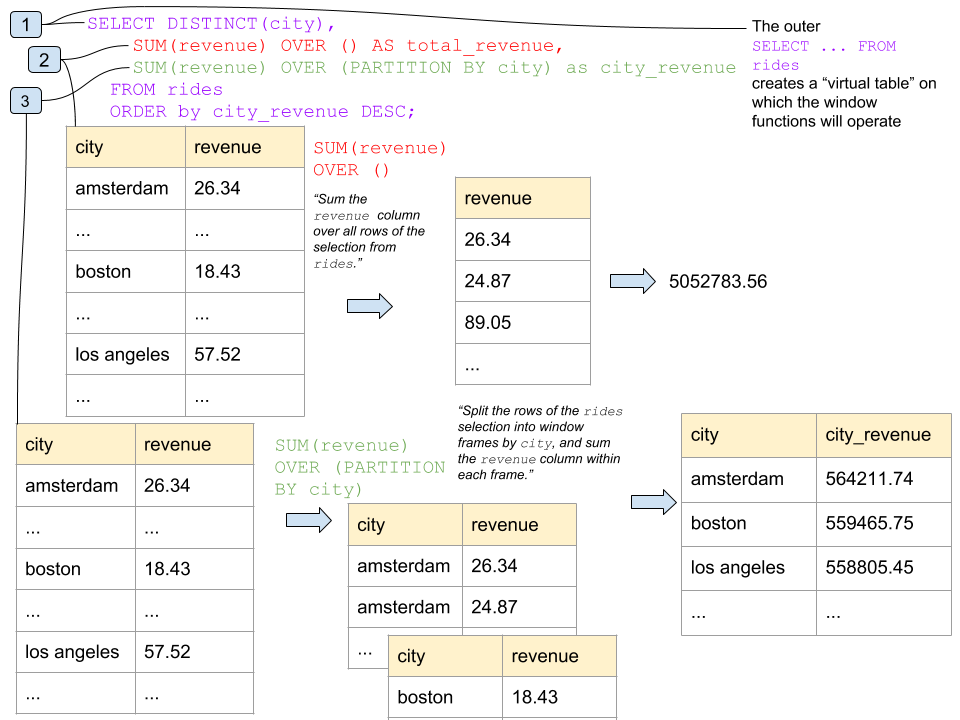 1
SELECT DISTINCT(city),
2
SUM(revenue) OVER () AS total_revenue,
3
SUM(revenue) OVER (PARTITION BY city) as city_revenue
FROM rides
ORDER by city_revenue DESC;
The outer
SELECT ... FROM
rides
creates a “virtual table” on
which the window
functions will operate
city revenue
amsterdam 26.34
... ...
boston 18.43
... ...
los angeles 57.52
... ...
SUM(revenue)
OVER ()
“Sum the
revenue column
over all rows of the
selection from
rides.”
revenue
26.34
24.87
89.05
...
5052783.56
city revenue
amsterdam 26.34
... ...
boston 18.43
... ...
los angeles 57.52
... ...
SUM(revenue)
OVER (PARTITION
BY city)
“Split the rows of the rides
selection into window
frames by city, and sum
the revenue column within
each frame.”
city revenue
amsterdam 26.34
amsterdam 24.87
...
city revenue
boston 18.43
city city_revenue
amsterdam 564211.74
boston 559465.75
los angeles 558805.45
... ...